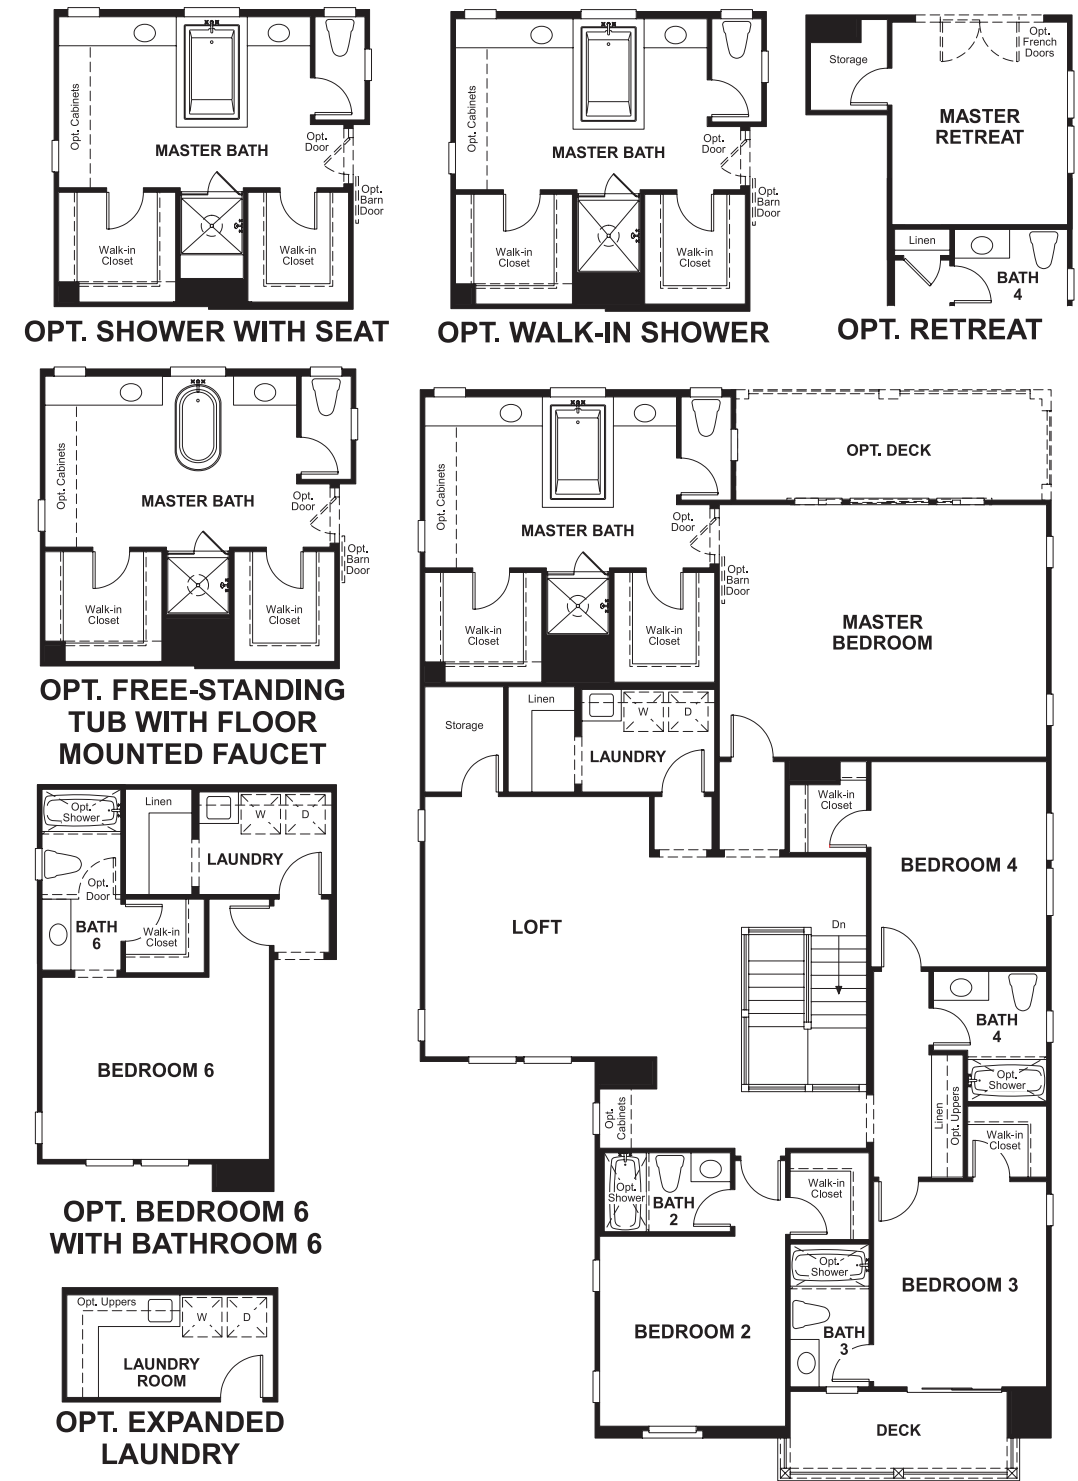 Opt. Cabinets
MASTER BATH
Opt.
Door
Opt.
Barn
Door
Walk-in
Closet
Walk-in
Closet
OPT. SHOWER WITH SEAT
Opt. Cabinets
MASTER BATH
Opt.
Door
Opt.
Barn
Door
Walk-in
Closet
Walk-in
Closet
OPT. WALK-IN SHOWER
Storage
Opt.
French
Doors
MASTER
RETREAT
Linen
BATH
4
OPT. RETREAT
Opt. Cabinets
MASTER BATH
Opt.
Door
Opt.
Barn
Door
Walk-in
Closet
Walk-in
Closet
OPT. FREE-STANDING
TUB WITH FLOOR
MOUNTED FAUCET
Opt. Cabinets
MASTER BATH
Opt.
Door
Opt.
Barn
Door
Walk-in
Closet
Walk-in
Closet
OPT. DECK
MASTER
BEDROOM
Storage
Linen
W
D
LAUNDRY
Walk-in
Closet
BEDROOM 4
LOFT
Dn
BATH
4
Opt.
Shower
Linen
Opt. Uppers
Walk-in
Closet
Opt.
Cabinets
Opt.
Shower
BATH
2
Walk-in
Closet
Opt.
Shower
BEDROOM 3
BEDROOM 2
BATH
3
DECK
Opt.
Shower
Linen
W
D
LAUNDRY
Opt.
Door
BATH
6
Walk-in
Closet
BEDROOM 6
OPT. BEDROOM 6
WITH BATHROOM 6
Opt. Uppers
W
D
LAUNDRY
ROOM
OPT. EXPANDED
LAUNDRY